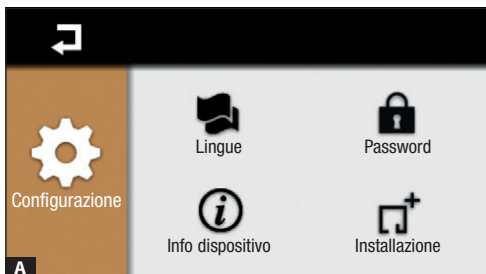 Lingue
Password
Configurazione
Info dispositivo
Installazione
A